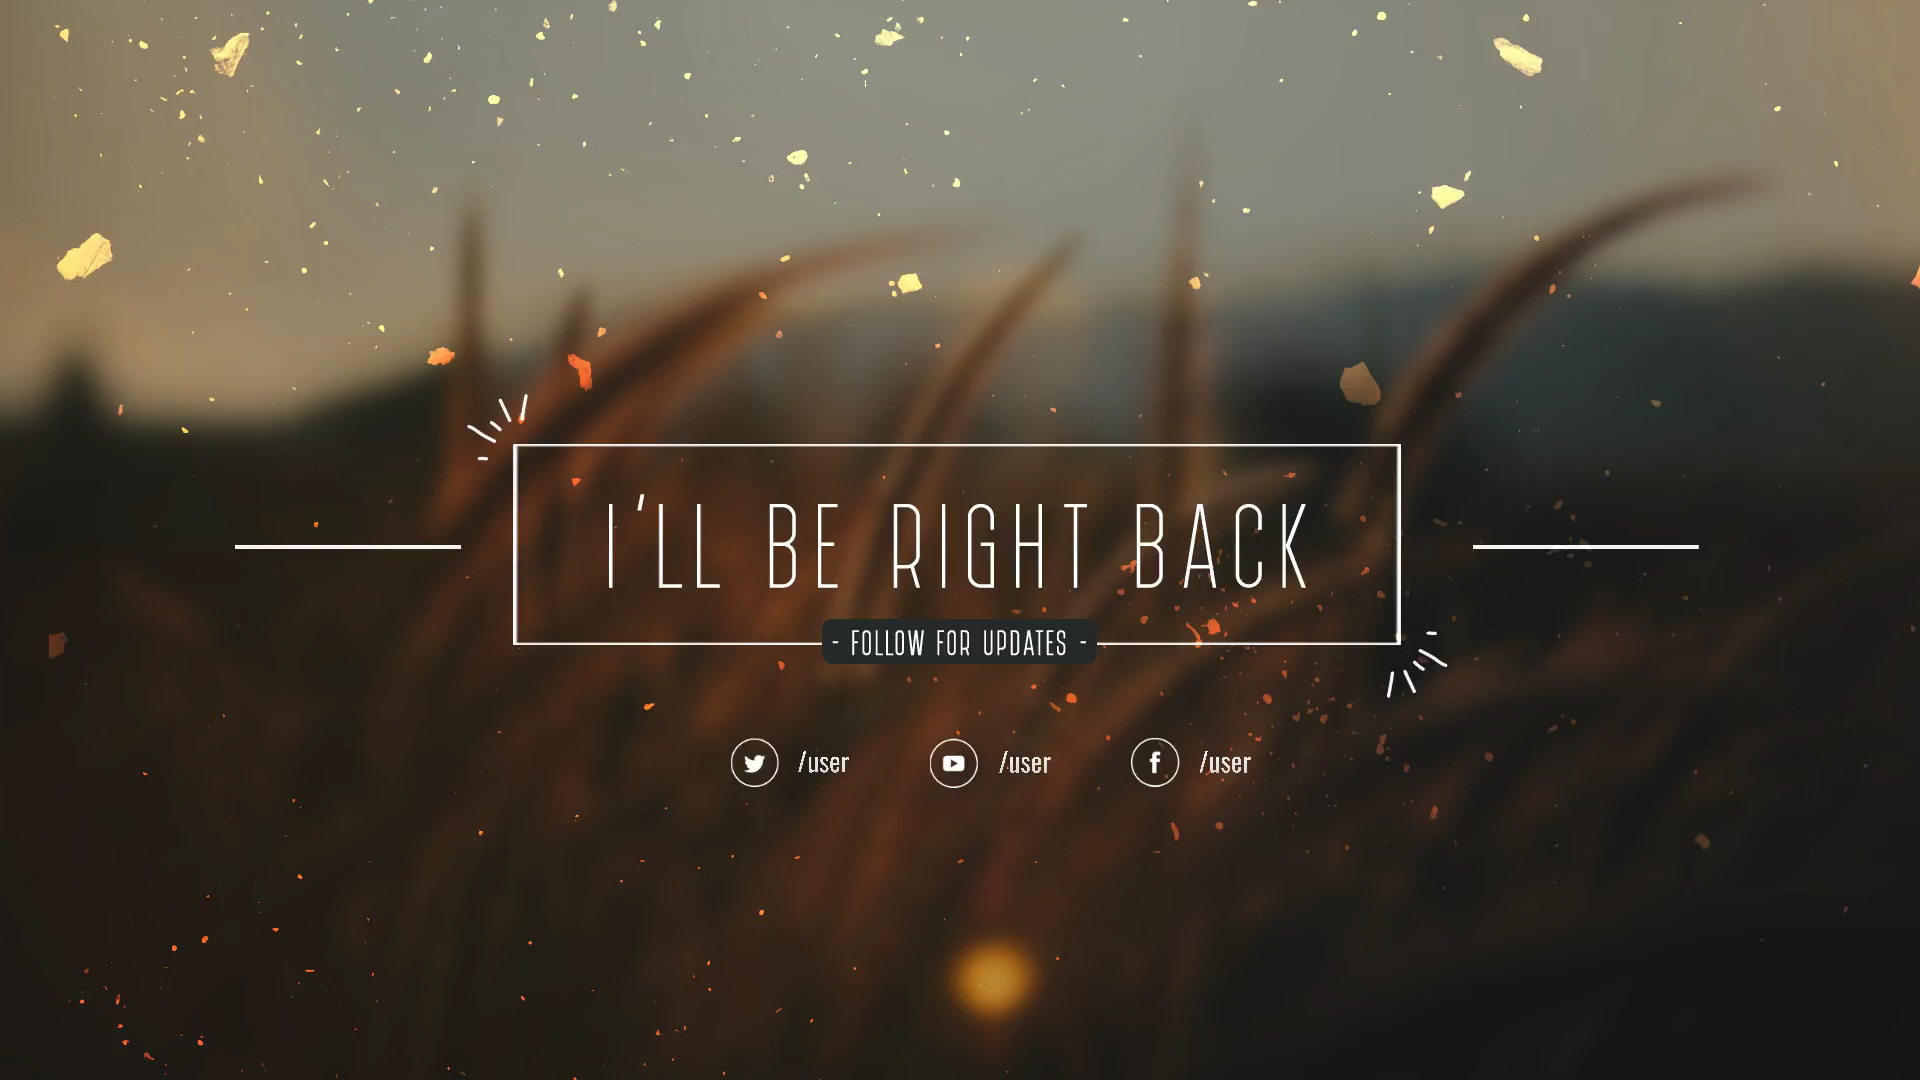 I'LL BE RIGHT BACK
- FOLLOW FOR UPDATES -
/user /user /user